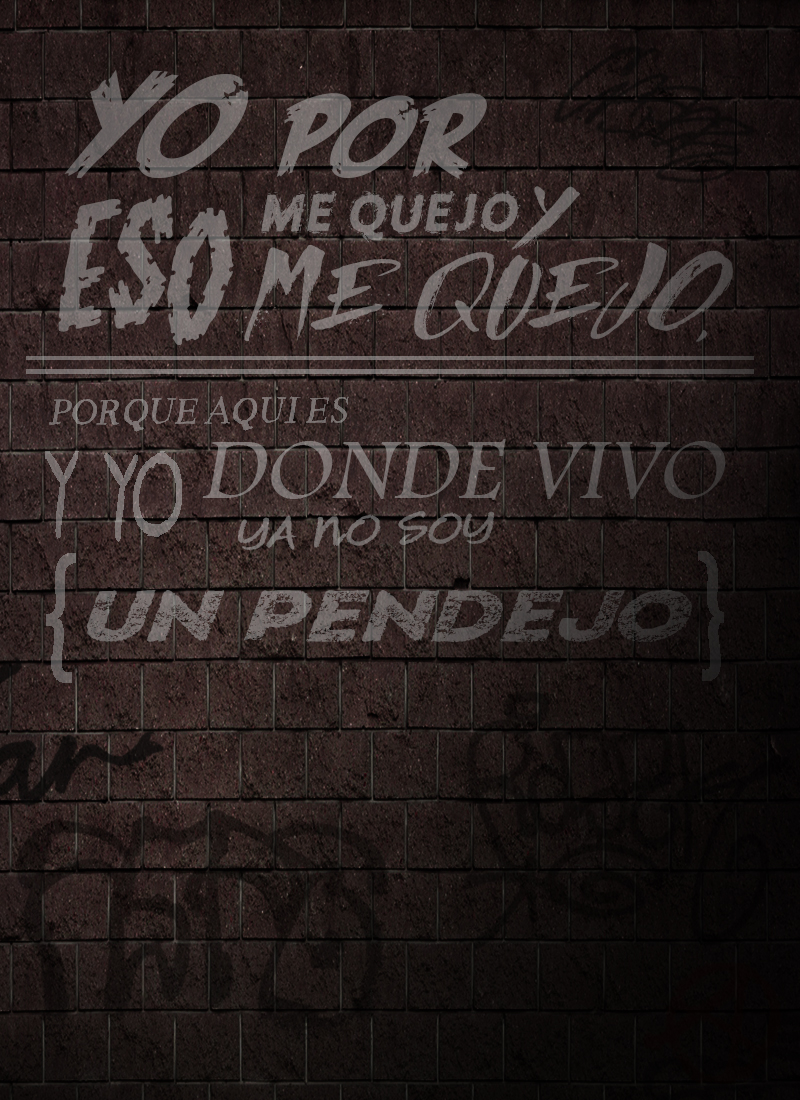 YO POR
ESO ME QUEJO Y
ME QUEJO,
PORQUE AQUI ES
DONDE VIVO
Y YO
ya no soy
{UN PENDEJO}